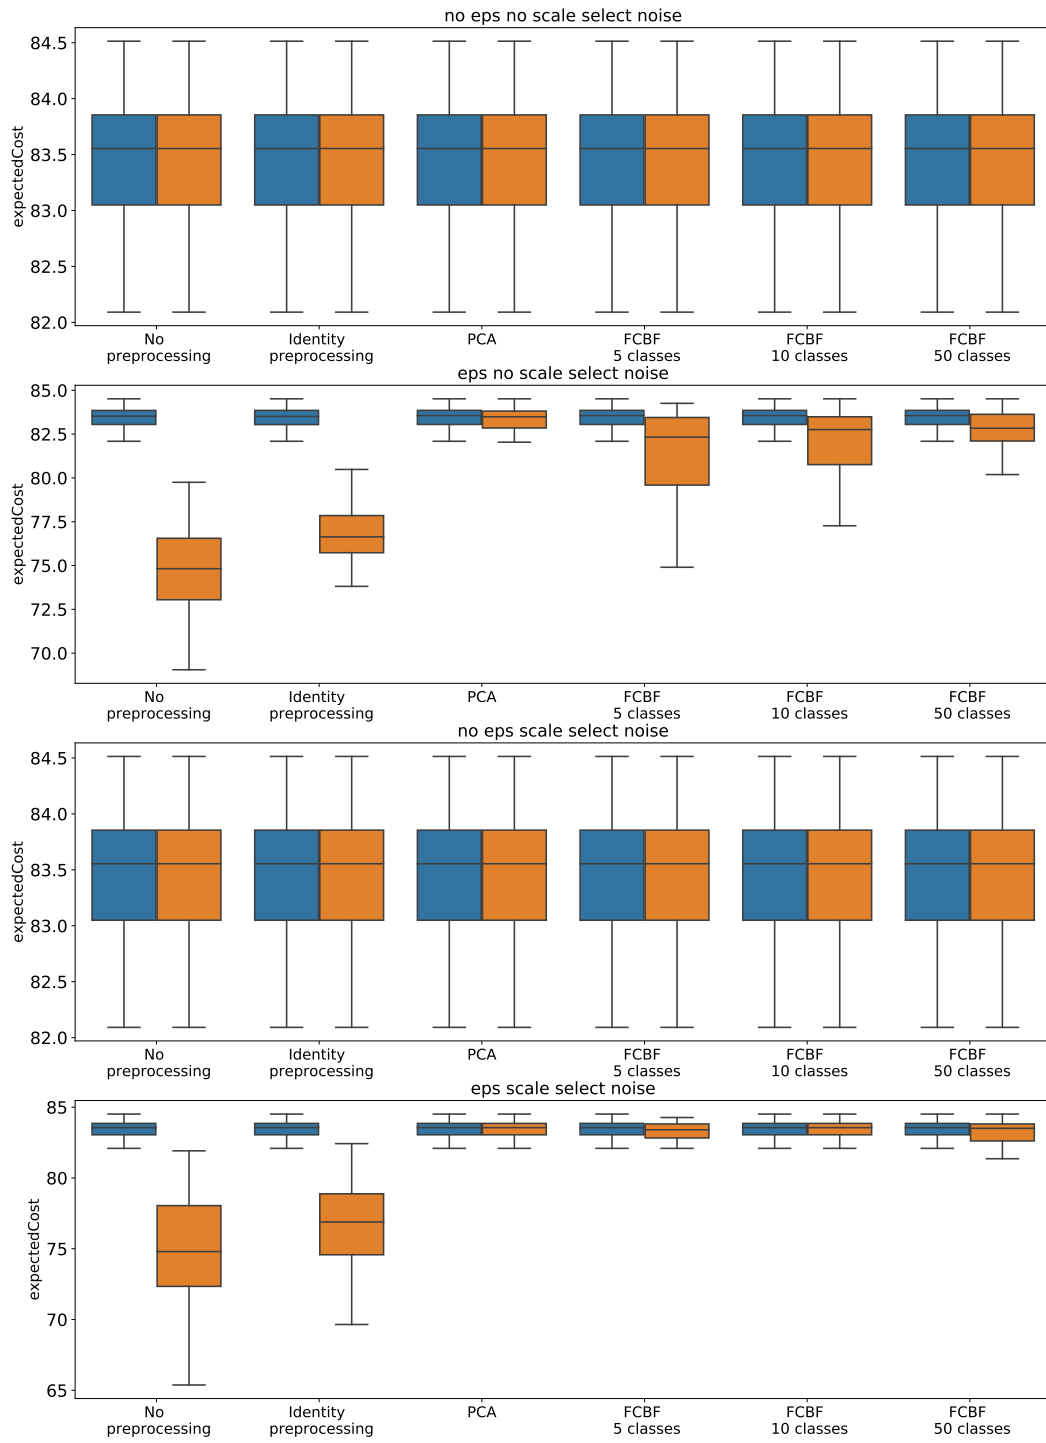 no eps no scale select noise
expectedCost
84.5
84.0
83.5
83.0
82.5
82.0
No preprocessing
Identity preprocessing
PCA
FCBF 5 classes
FCBF 10 classes
FCBF 50 classes
eps no scale select noise
expectedCost
85.0
82.5
80.0
77.5
75.0
72.5
70.0
No preprocessing
Identity preprocessing
PCA
FCBF 5 classes
FCBF 10 classes
FCBF 50 classes
no eps scale select noise
expectedCost
84.5
84.0
83.5
83.0
82.5
82.0
No preprocessing
Identity preprocessing
PCA
FCBF 5 classes
FCBF 10 classes
FCBF 50 classes
eps scale select noise
expectedCost
85
80
75
70
65
No preprocessing
Identity preprocessing
PCA
FCBF 5 classes
FCBF 10 classes
FCBF 50 classes